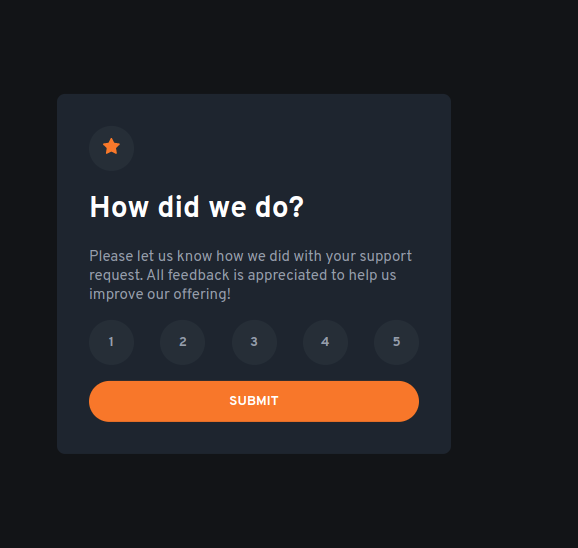 How did we do?
Please let us know how we did with your support
request. All feedback is appreciated to help us
improve our offering!
1 2 3 4 5
SUBMIT